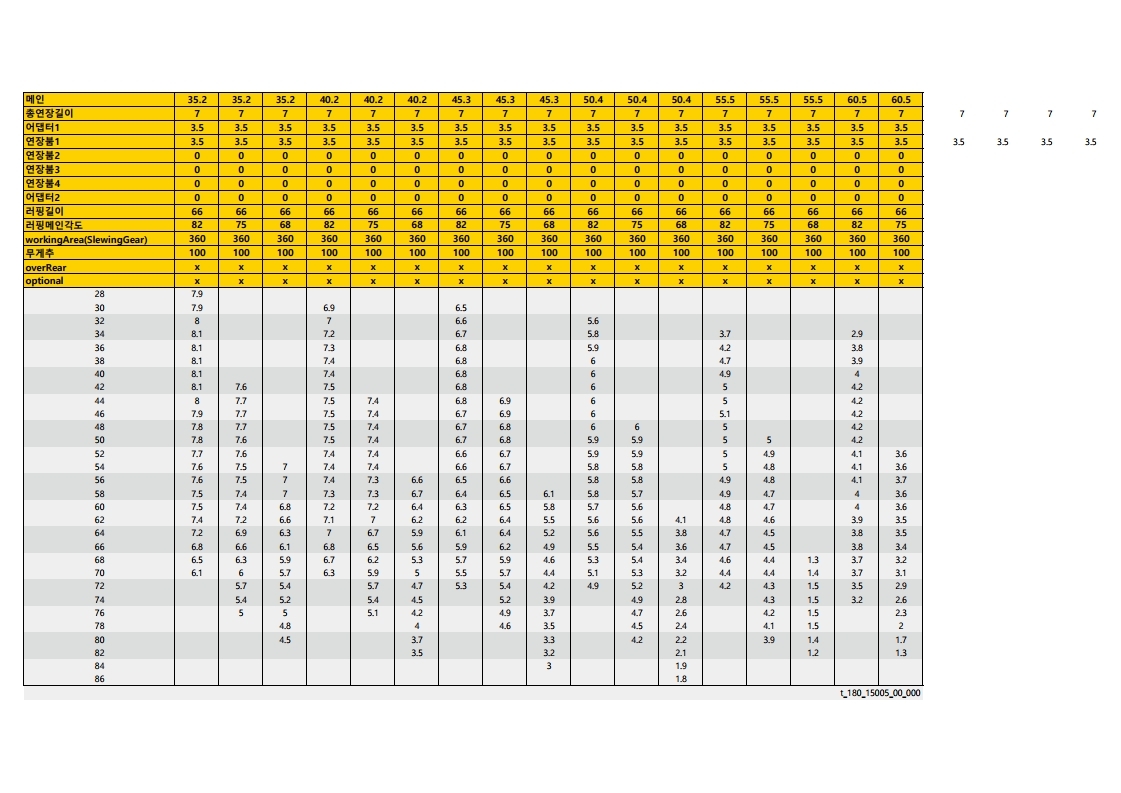 메인 35.2 35.2 35.2 40.2 40.2 40.2 45.3 45.3 45.3 50.4 50.4 50.4 55.5 55.5 55.5 60.5 60.5
총연장길이 7 7 7 7 7 7 7 7 7 7 7 7 7 7 7 7 7 7 7 7 7
어댑터1 3.5 3.5 3.5 3.5 3.5 3.5 3.5 3.5 3.5 3.5 3.5 3.5 3.5 3.5 3.5 3.5 3.5
연장붐1 3.5 3.5 3.5 3.5 3.5 3.5 3.5 3.5 3.5 3.5 3.5 3.5 3.5 3.5 3.5 3.5 3.5 3.5 3.5 3.5 3.5
연장붐2 0 0 0 0 0 0 0 0 0 0 0 0 0 0 0 0 0
연장붐3 0 0 0 0 0 0 0 0 0 0 0 0 0 0 0 0 0
연장붐4 0 0 0 0 0 0 0 0 0 0 0 0 0 0 0 0 0
어댑터2 0 0 0 0 0 0 0 0 0 0 0 0 0 0 0 0 0
러핑길이 66 66 66 66 66 66 66 66 66 66 66 66 66 66 66 66 66
러핑메인각도 82 75 68 82 75 68 82 75 68 82 75 68 82 75 68 82 75
workingArea(SlewingGear) 360 360 360 360 360 360 360 360 360 360 360 360 360 360 360 360 360
무게추 100 100 100 100 100 100 100 100 100 100 100 100 100 100 100 100 100
overRear x x x x x x x x x x x x x x x x x
optional x x x x x x x x x x x x x x x x x
28 7.9
30 7.9 6.9 6.5
32 8 7 6.6 5.6
34 8.1 7.2 6.7 5.8 3.7 2.9
36 8.1 7.3 6.8 5.9 4.2 3.8
38 8.1 7.4 6.8 6 4.7 3.9
40 8.1 7.4 6.8 6 4.9 4
42 8.1 7.6 7.5 6.8 6 5 4.2
44 8 7.7 7.5 7.4 6.8 6.9 6 5 4.2
46 7.9 7.7 7.5 7.4 6.7 6.9 6 5.1 4.2
48 7.8 7.7 7.5 7.4 6.7 6.8 6 6 5 4.2
50 7.8 7.6 7.5 7.4 6.7 6.8 5.9 5.9 5 5 4.2
52 7.7 7.6 7.4 7.4 6.6 6.7 5.9 5.9 5 4.9 4.1 3.6
54 7.6 7.5 7 7.4 7.4 6.6 6.7 5.8 5.8 5 4.8 4.1 3.6
56 7.6 7.5 7 7.4 7.3 6.6 6.5 6.6 5.8 5.8 4.9 4.8 4.1 3.7
58 7.5 7.4 7 7.3 7.3 6.7 6.4 6.5 6.1 5.8 5.7 4.9 4.7 4 3.6
60 7.5 7.4 6.8 7.2 7.2 6.4 6.3 6.5 5.8 5.7 5.6 4.8 4.7 4 3.6
62 7.4 7.2 6.6 7.1 7 6.2 6.2 6.4 5.5 5.6 5.6 4.1 4.8 4.6 3.9 3.5
64 7.2 6.9 6.3 7 6.7 5.9 6.1 6.4 5.2 5.6 5.5 3.8 4.7 4.5 3.8 3.5
66 6.8 6.6 6.1 6.8 6.5 5.6 5.9 6.2 4.9 5.5 5.4 3.6 4.7 4.5 3.8 3.4
68 6.5 6.3 5.9 6.7 6.2 5.3 5.7 5.9 4.6 5.3 5.4 3.4 4.6 4.4 1.3 3.7 3.2
70 6.1 6 5.7 6.3 5.9 5 5.5 5.7 4.4 5.1 5.3 3.2 4.4 4.4 1.4 3.7 3.1
72 5.7 5.4 5.7 4.7 5.3 5.4 4.2 4.9 5.2 3 4.2 4.3 1.5 3.5 2.9
74 5.4 5.2 5.4 4.5 5.2 3.9 4.9 2.8 4.3 1.5 3.2 2.6
76 5 5 5.1 4.2 4.9 3.7 4.7 2.6 4.2 1.5 2.3
78 4.8 4 4.6 3.5 4.5 2.4 4.1 1.5 2
80 4.5 3.7 3.3 4.2 2.2 3.9 1.4 1.7
82 3.5 3.2 2.1 1.2 1.3
84 3 1.9
86 1.8
t_180_15005_00_000